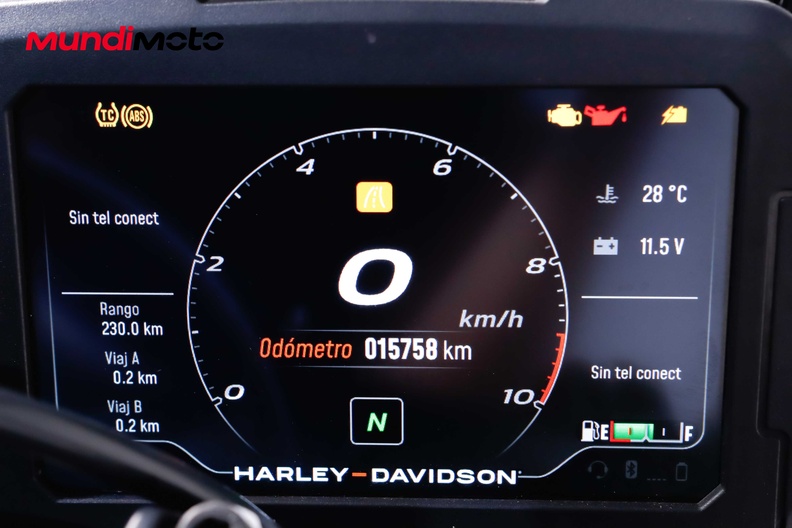 MUNDIMOTO
TC ABS
Sin tel conect
28 °C
11.5 V
Rango
230.0 km
Viaj A
0.2 km
Viaj B
0.2 km
0
2
4
6
8
10
0
km/h
Odómetro 015758 km
N
Sin tel conect
E F
HARLEY-DAVIDSON